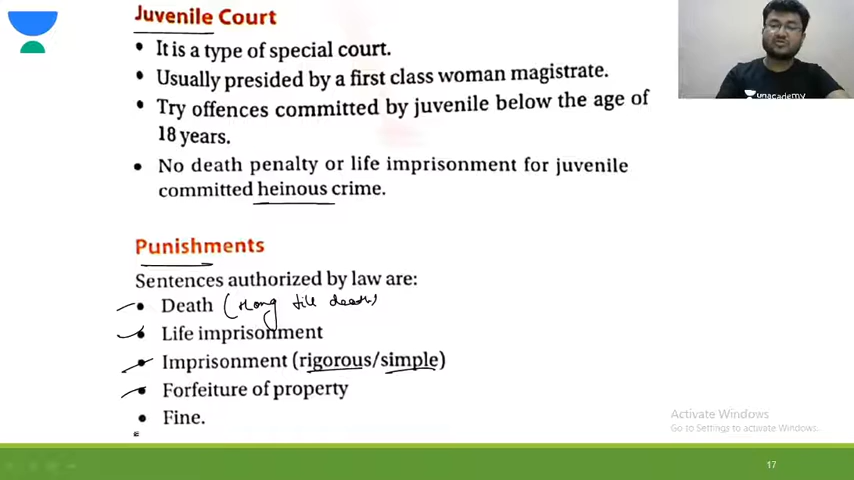 Juvenile Court
• It is a type of special court.
• Usually presided by a first class woman magistrate.
• Try offences committed by juvenile below the age of
18 years.
• No death penalty or life imprisonment for juvenile
committed heinous crime.
unacademy
Punishments
Sentences authorized by law are:
• Death (Hang till death)
• Life imprisonment
• Imprisonment (rigorous/simple)
• Forfeiture of property
• Fine.
Activate Windows
Go to Settings to activate Windows.
17